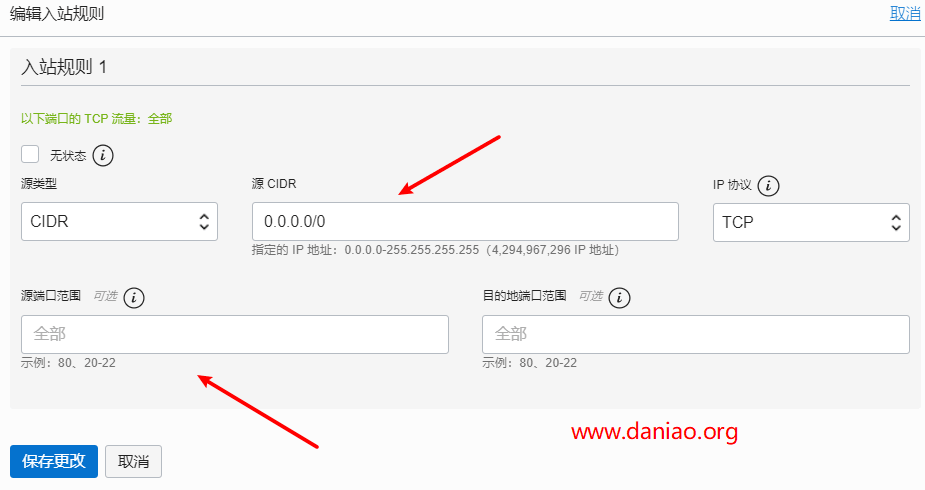 编辑入站规则 取消
入站规则 1
以下端口的 TCP 流量：全部
无状态 i
源类型 源 CIDR IP 协议 i
CIDR 0.0.0.0/0 TCP
指定的 IP 地址：0.0.0.0-255.255.255.255（4,294,967,296 IP 地址）
源端口范围 可选 i 目的地端口范围 可选 i
全部 全部
示例：80、20-22 示例：80、20-22
www.daniao.org
保存更改 取消